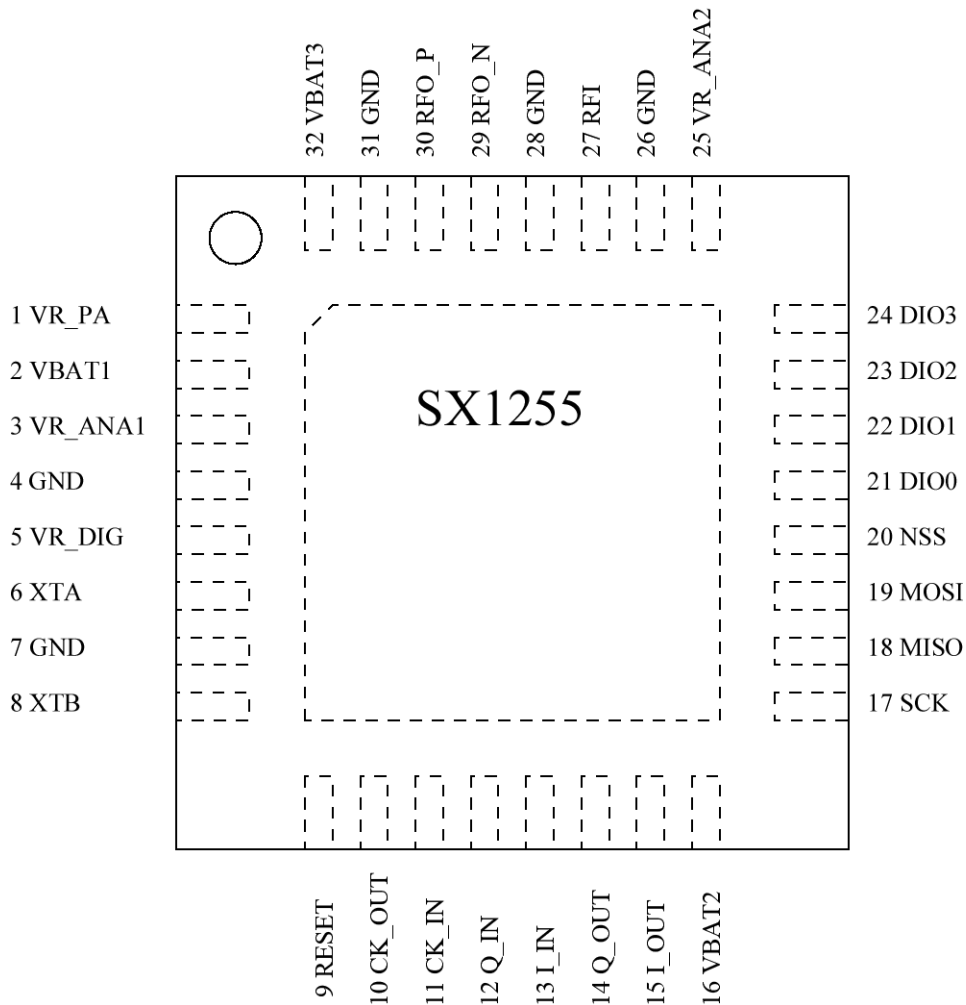 32 VBAT3
31 GND
30 RFO_P
29 RFO_N
28 GND
27 RFI
26 GND
25 VR_ANA2
1 VR_PA
2 VBAT1
3 VR_ANA1
4 GND
5 VR_DIG
6 XTA
7 GND
8 XTB
SX1255
24 DIO3
23 DIO2
22 DIO1
21 DIO0
20 NSS
19 MOSI
18 MISO
17 SCK
9 RESET
10 CK_OUT
11 CK_IN
12 Q_IN
13 I_IN
14 Q_OUT
15 I_OUT
16 VBAT2